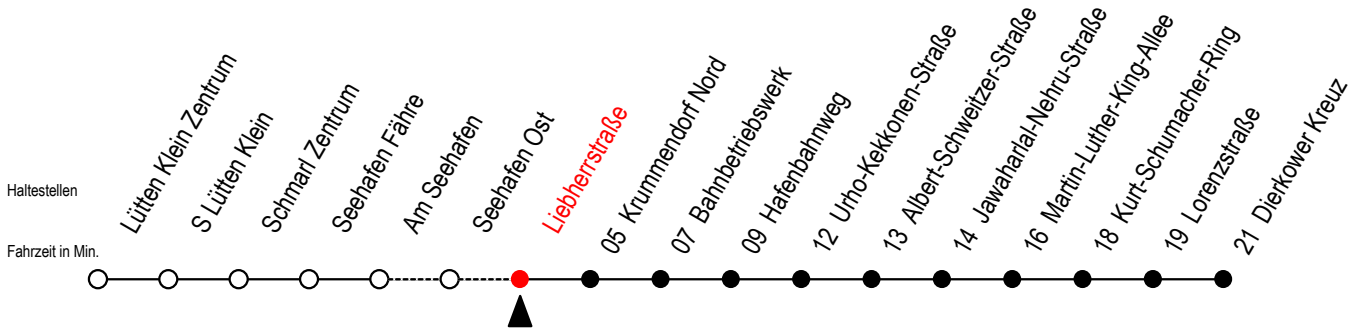 Haltestellen
Fahrzeit in Min.
Lütten Klein Zentrum
S Lütten Klein
Schmarl Zentrum
Seehafen Fähre
Am Seehafen
Seehafen Ost
Liebherrstraße
05 Krummendorf Nord
07 Bahnbetriebswerk
09 Hafenbahnweg
12 Urho-Kekkonen-Straße
13 Albert-Schweitzer-Straße
14 Jawaharlal-Nehru-Straße
16 Martin-Luther-King-Allee
18 Kurt-Schumacher-Ring
19 Lorenzstraße
21 Dierkower Kreuz